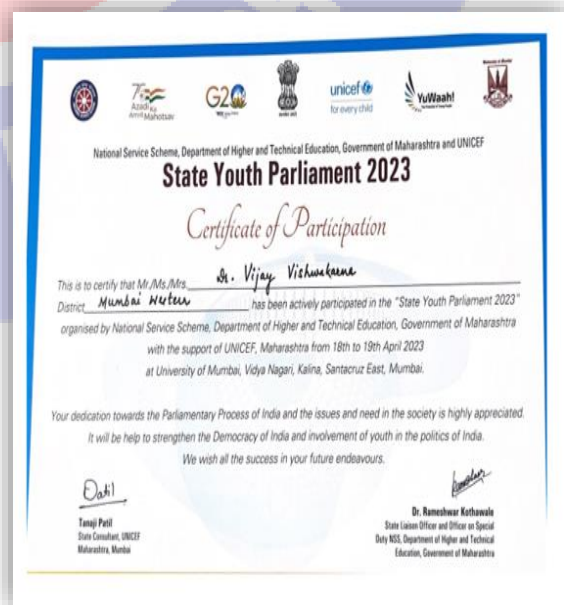 75 Azadi Ka Amrit Mahotsav
G20
unicef for every child
YuWaah!
National Service Scheme, Department of Higher and Technical Education, Government of Maharashtra and UNICEF
State Youth Parliament 2023
Certificate of Participation
This is to certify that Mr./Ms./Mrs. Dr. Vijay Vishwakarma
District Mumbai Western has been actively participated in the "State Youth Parliament 2023"
organised by National Service Scheme, Department of Higher and Technical Education, Government of Maharashtra
with the support of UNICEF, Maharashtra from 18th to 19th April 2023
at University of Mumbai, Vidya Nagari, Kalina, Santacruz East, Mumbai.
Your dedication towards the Parliamentary Process of India and the issues and need in the society is highly appreciated.
It will be help to strengthen the Democracy of India and involvement of youth in the politics of India.
We wish all the success in your future endeavours.
Tanaji Patil
State Consultant, UNICEF
Maharashtra, Mumbai
Dr. Rameshwar Kothawale
State Liaison Officer and Officer on Special
Duty NSS, Department of Higher and Technical
Education, Government of Maharashtra